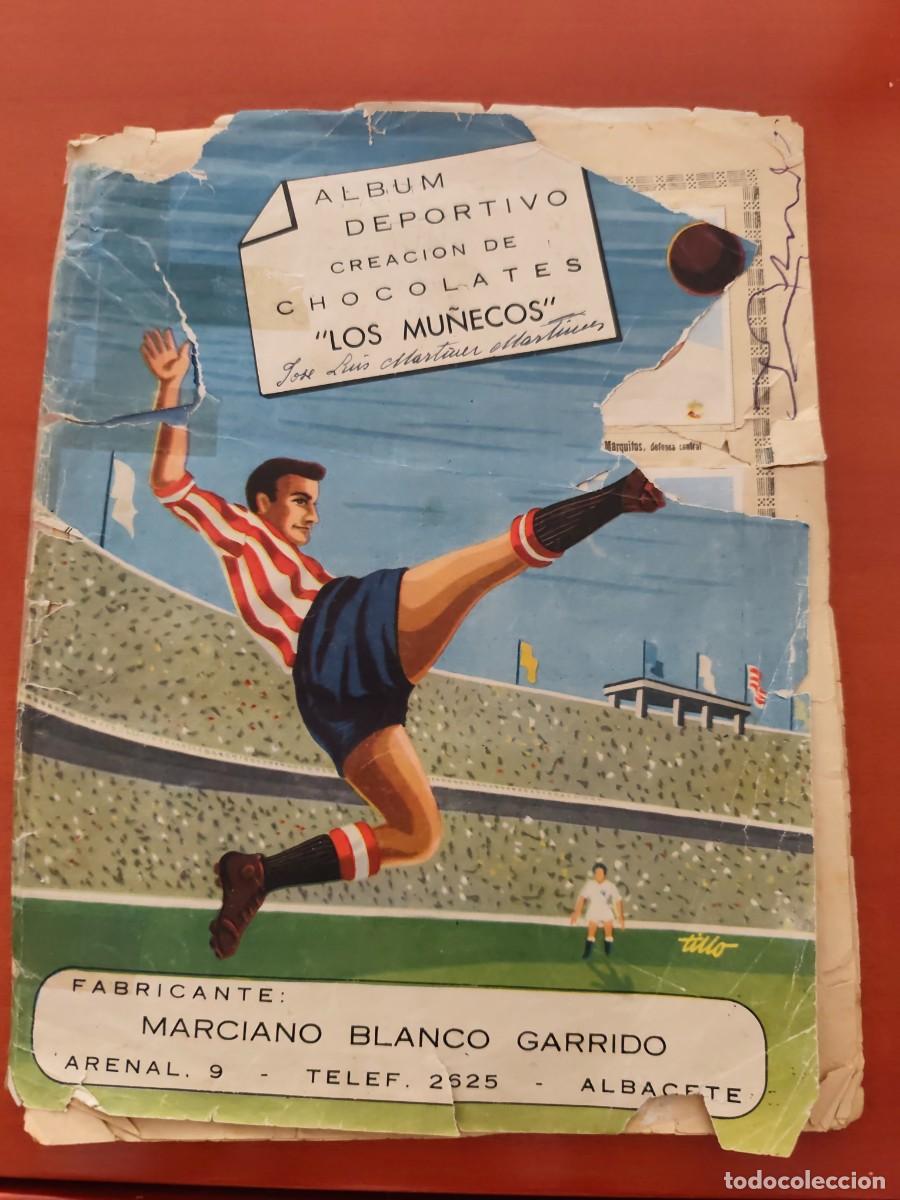 ALBUM
DEPORTIVO
CREACION DE
CHOCOLATES
"LOS MUÑECOS"
Jose Luis Martinez Martinez
Marquitos, defensa central
tillo
FABRICANTE:
MARCIANO BLANCO GARRIDO
ARENAL. 9 - TELEF. 2625 - ALBACETE
todocoleccion